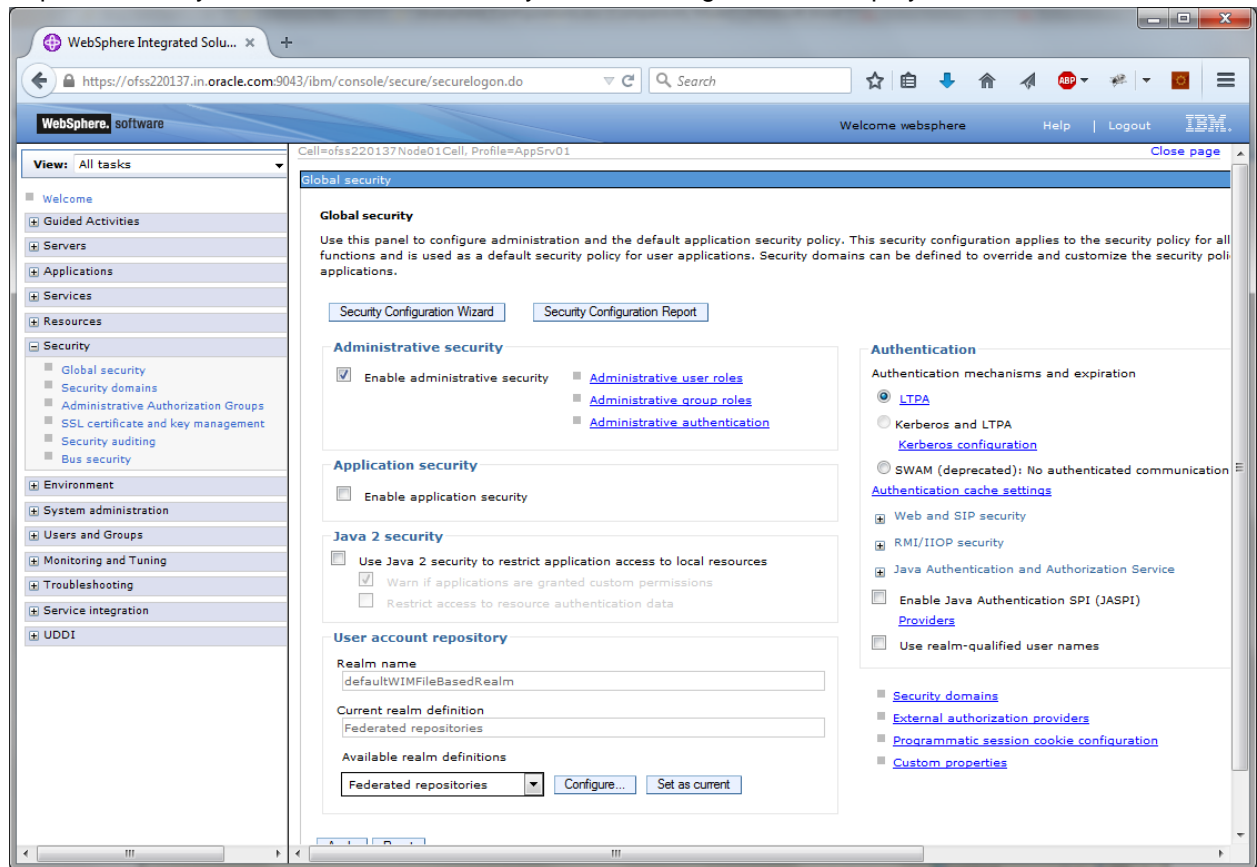 WebSphere Integrated Solu...
https://ofss220137.in.oracle.com:9043/ibm/console/secure/securelogon.do
Search
ABP
WebSphere. software
Welcome websphere
Help | Logout
IBM.
View: All tasks
Welcome
Guided Activities
Servers
Applications
Services
Resources
Security
Global security
Security domains
Administrative Authorization Groups
SSL certificate and key management
Security auditing
Bus security
Environment
System administration
Users and Groups
Monitoring and Tuning
Troubleshooting
Service integration
UDDI
Cell=ofss220137Node01Cell, Profile=AppSrv01
Close page
Global security
Global security
Use this panel to configure administration and the default application security policy. This security configuration applies to the security policy for all
functions and is used as a default security policy for user applications. Security domains can be defined to override and customize the security poli
applications.
Security Configuration Wizard
Security Configuration Report
Administrative security
Enable administrative security
Administrative user roles
Administrative group roles
Administrative authentication
Application security
Enable application security
Java 2 security
Use Java 2 security to restrict application access to local resources
Warn if applications are granted custom permissions
Restrict access to resource authentication data
User account repository
Realm name
defaultWIMFileBasedRealm
Current realm definition
Federated repositories
Available realm definitions
Federated repositories
Configure...
Set as current
Authentication
Authentication mechanisms and expiration
LTPA
Kerberos and LTPA
Kerberos configuration
SWAM (deprecated): No authenticated communication
Authentication cache settings
Web and SIP security
RMI/IIOP security
Java Authentication and Authorization Service
Enable Java Authentication SPI (JASPI)
Providers
Use realm-qualified user names
Security domains
External authorization providers
Programmatic session cookie configuration
Custom properties